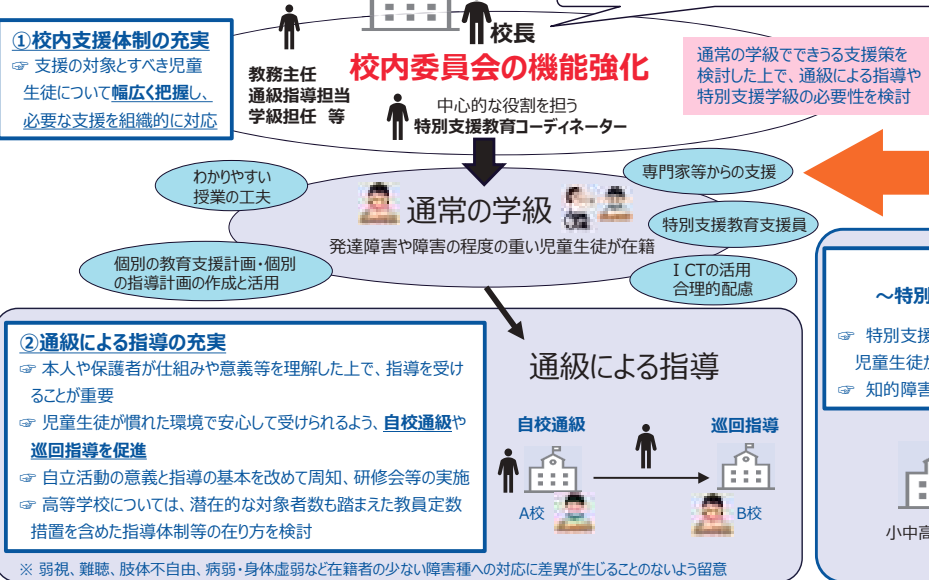 ①校内支援体制の充実
☞ 支援の対象とすべき児童
生徒について幅広く把握し、
必要な支援を組織的に対応
校長
校内委員会の機能強化
教務主任
通級指導担当
学級担任 等
中心的な役割を担う
特別支援教育コーディネーター
通常の学級でできうる支援策を
検討した上で、通級による指導や
特別支援学級の必要性を検討
わかりやすい
授業の工夫
専門家等からの支援
通常の学級
発達障害や障害の程度の重い児童生徒が在籍
特別支援教育支援員
個別の教育支援計画・個別
の指導計画の作成と活用
ICTの活用
合理的配慮
②通級による指導の充実
☞ 本人や保護者が仕組みや意義等を理解した上で、指導を受け
ることが重要
☞ 児童生徒が慣れた環境で安心して受けられるよう、自校通級や
巡回指導を促進
☞ 自立活動の意義と指導の基本を改めて周知、研修会等の実施
☞ 高等学校については、潜在的な対象者数も踏まえた教員定数
措置を含めた指導体制等の在り方を検討
通級による指導
自校通級
巡回指導
A校
B校
※ 弱視、難聴、肢体不自由、病弱・身体虚弱など在籍者の少ない障害種への対応に差異が生じることのないよう留意
～特別
☞ 特別支援
児童生徒が
☞ 知的障害
小中高